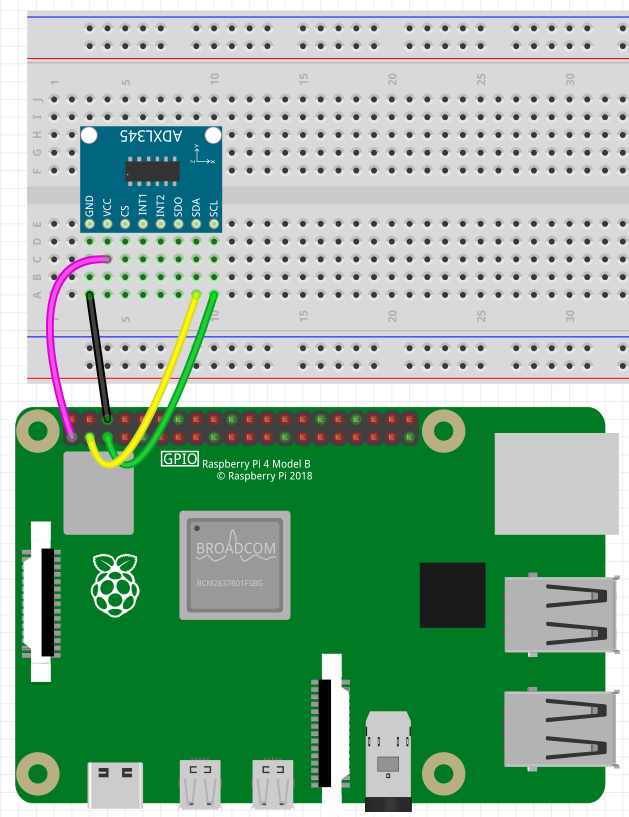 1 5 10 15 20 25 30
J
I
H
G
F
ADXL345
Y
Z X
GND VCC CS INT1 INT2 SDO SDA SCL
E
D
C
B
A
1 5 10 15 20 25 30
GPIO
Raspberry Pi 4 Model B
© Raspberry Pi 2018
BROADCOM
BCM2837B01FSBG